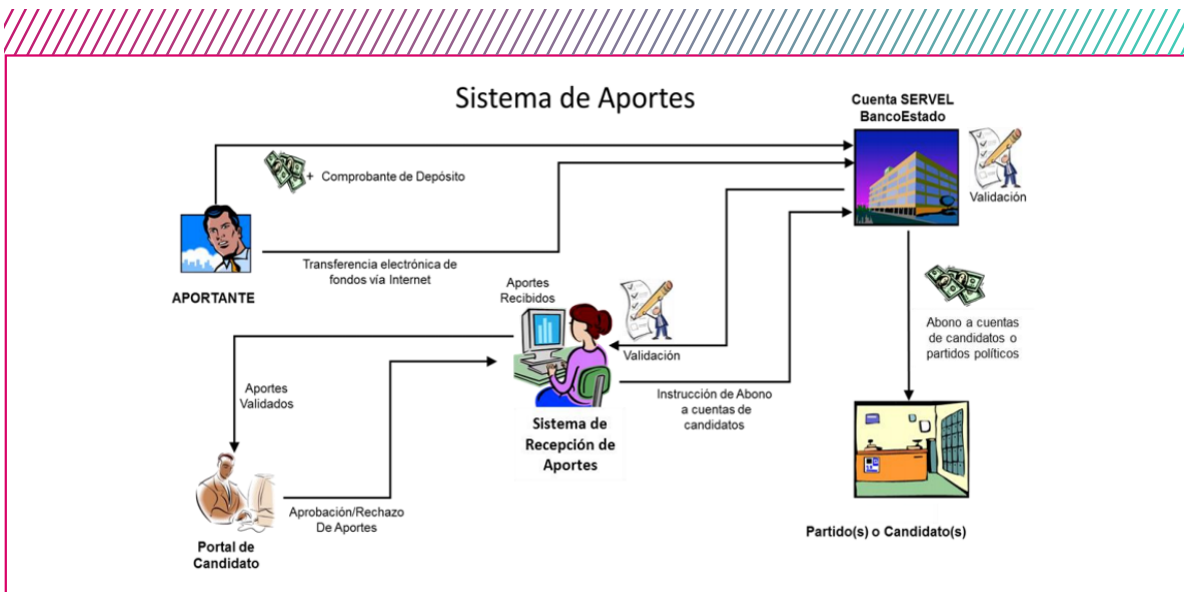 Sistema de Aportes
Cuenta SERVEL
BancoEstado
+ Comprobante de Depósito
Validación
Transferencia electrónica de
fondos vía Internet
APORTANTE
Aportes
Recibidos
Validación
Abono a cuentas
de candidatos o
partidos políticos
Aportes
Validados
Instrucción de Abono
a cuentas de
candidatos
Sistema de
Recepción de
Aportes
Aprobación/Rechazo
De Aportes
Portal de
Candidato
Partido(s) o Candidato(s)